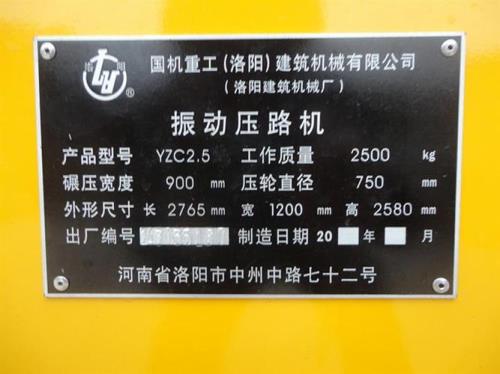 国机重工(洛阳)建筑机械有限公司
(洛阳建筑机械厂)
振动压路机
产品型号 YZC2.5 工作质量 2500 kg
碾压宽度 900 mm 压轮直径 750 mm
外形尺寸 长 2765 mm 宽 1200 mm 高 2580 mm
出厂编号 制造日期 20 年 月
河南省洛阳市中州中路七十二号